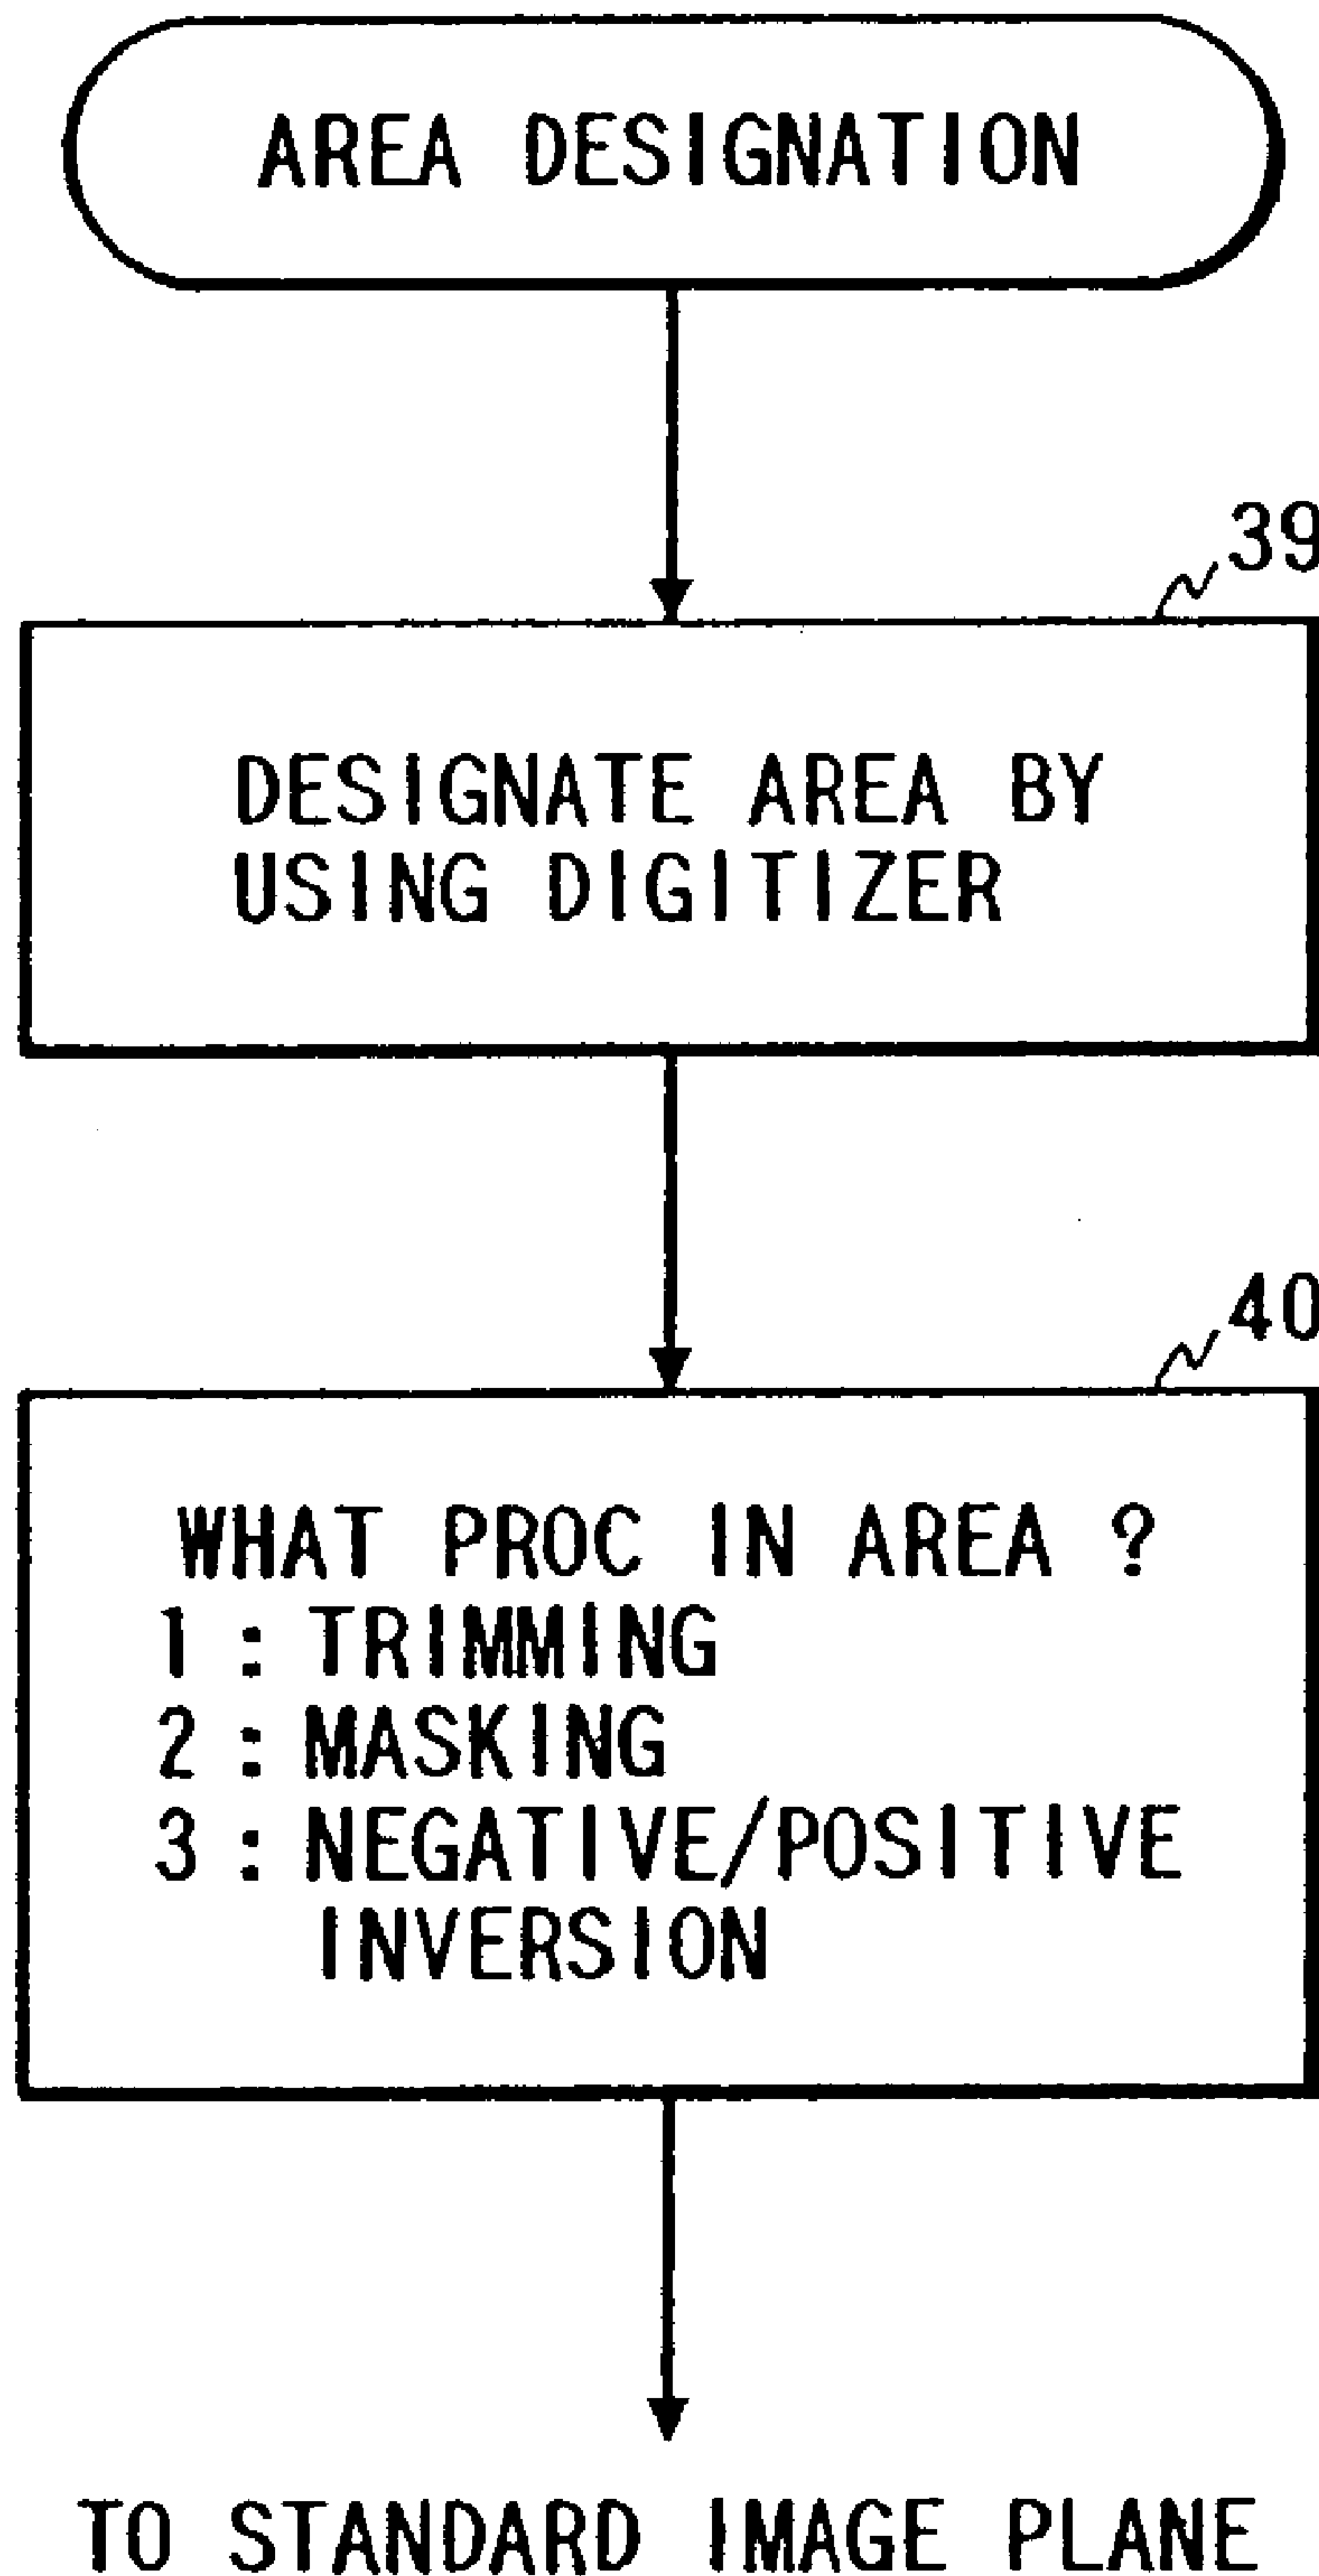 AREA DESIGNATION
39
DESIGNATE AREA BY
USING DIGITIZER
40
WHAT PROC IN AREA ?
1 : TRIMMING
2 : MASKING
3 : NEGATIVE/POSITIVE
INVERSION
TO STANDARD IMAGE PLANE